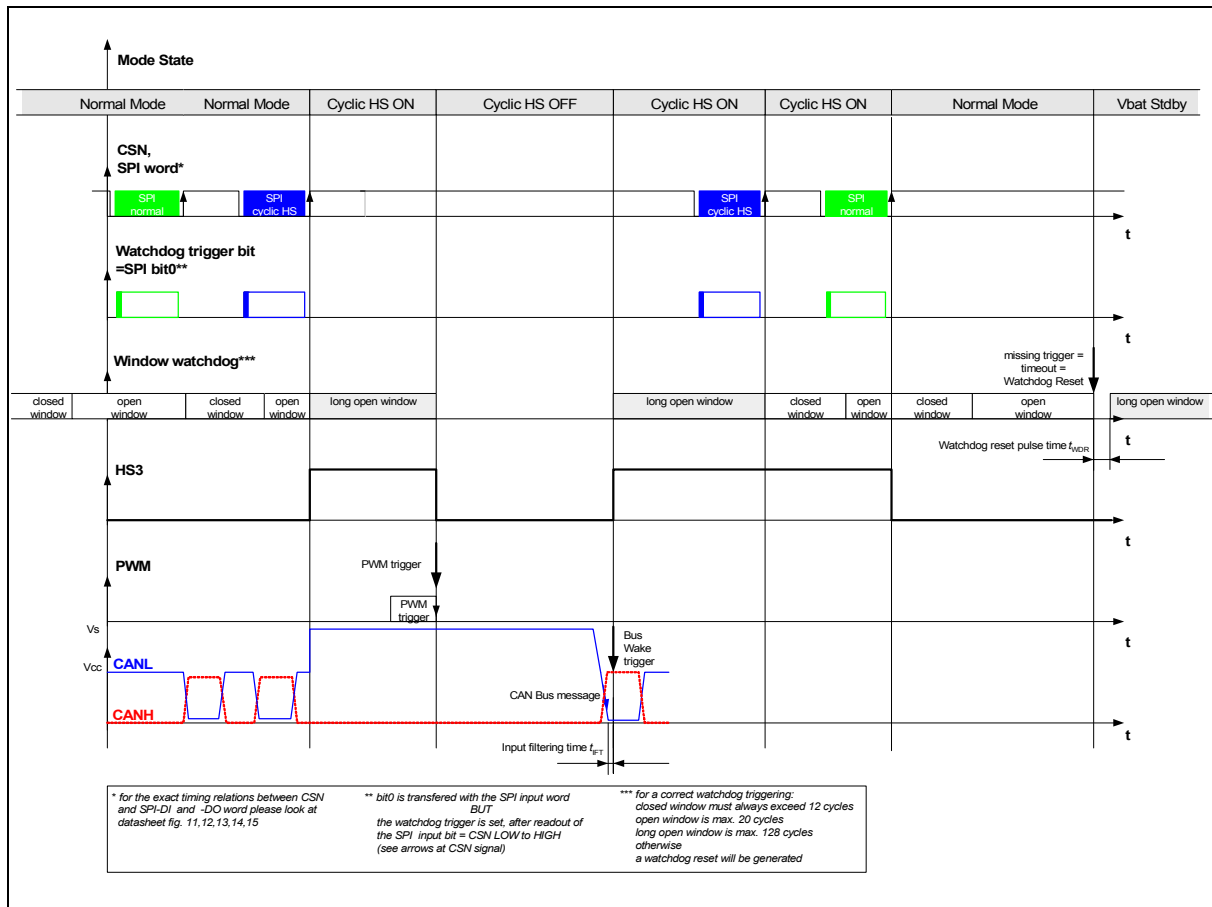 Mode State
Normal Mode
Normal Mode
Cyclic HS ON
Cyclic HS OFF
Cyclic HS ON
Cyclic HS ON
Normal Mode
Vbat Stdby
CSN,
SPI word*
SPI
normal
SPI
cyclic HS
SPI
cyclic HS
SPI
normal
t
Watchdog trigger bit
=SPI bit0**
t
Window watchdog***
missing trigger =
timeout =
Watchdog Reset
closed
window
open
window
closed
window
open
window
long open window
long open window
closed
window
open
window
closed
window
open
window
long open window
t
Watchdog reset pulse time tWDR
HS3
t
PWM
PWM trigger
PWM
trigger
t
Vs
Vcc
CANL
Bus
Wake
trigger
CAN Bus message
CANH
t
Input filtering time tIFT
* for the exact timing relations between CSN
and SPI-DI and -DO word please look at
datasheet fig. 11,12,13,14,15
** bit0 is transfered with the SPI input word
BUT
the watchdog trigger is set, after readout of
the SPI input bit = CSN LOW to HIGH
(see arrows at CSN signal)
*** for a correct watchdog triggering:
closed window must always exceed 12 cycles
open window is max. 20 cycles
long open window is max. 128 cycles
otherwise
a watchdog reset will be generated